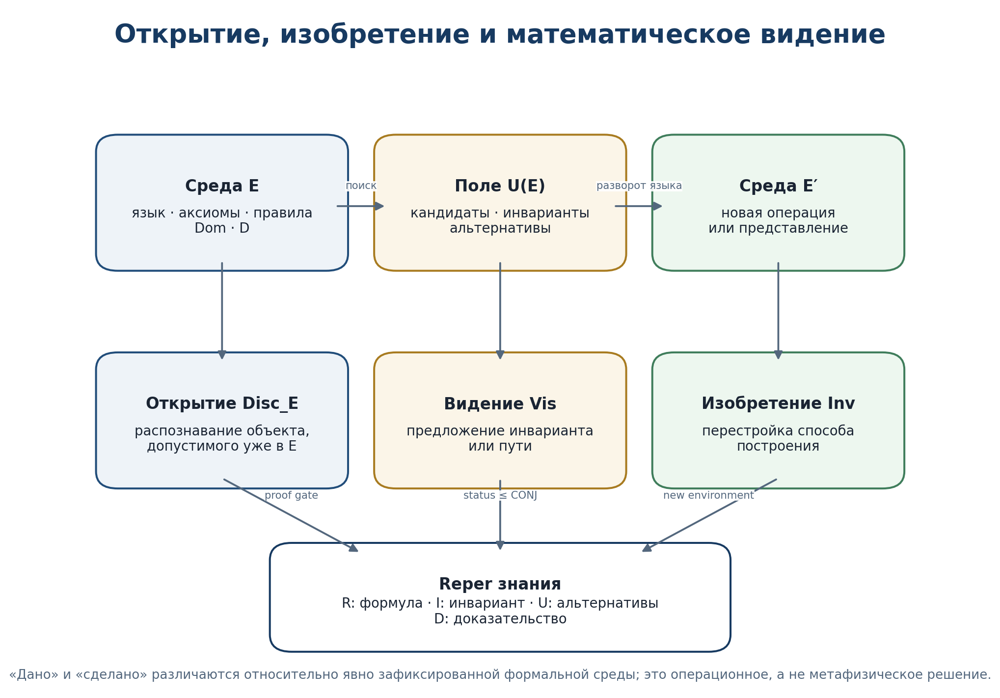 Открытие, изобретение и математическое видение
Среда E
язык · аксиомы · правила
Dom · D
поиск
Поле U(E)
кандидаты · инварианты
альтернативы
разворот языка
Среда E′
новая операция
или представление
Открытие Disc_E
распознавание объекта,
допустимого уже в E
Видение Vis
предложение инварианта
или пути
Изобретение Inv
перестройка способа
построения
proof gate
status ≤ CONJ
new environment
Reper знания
R: формула · I: инвариант · U: альтернативы
D: доказательство
«Дано» и «сделано» различаются относительно явно зафиксированной формальной среды; это операционное, а не метафизическое решение.